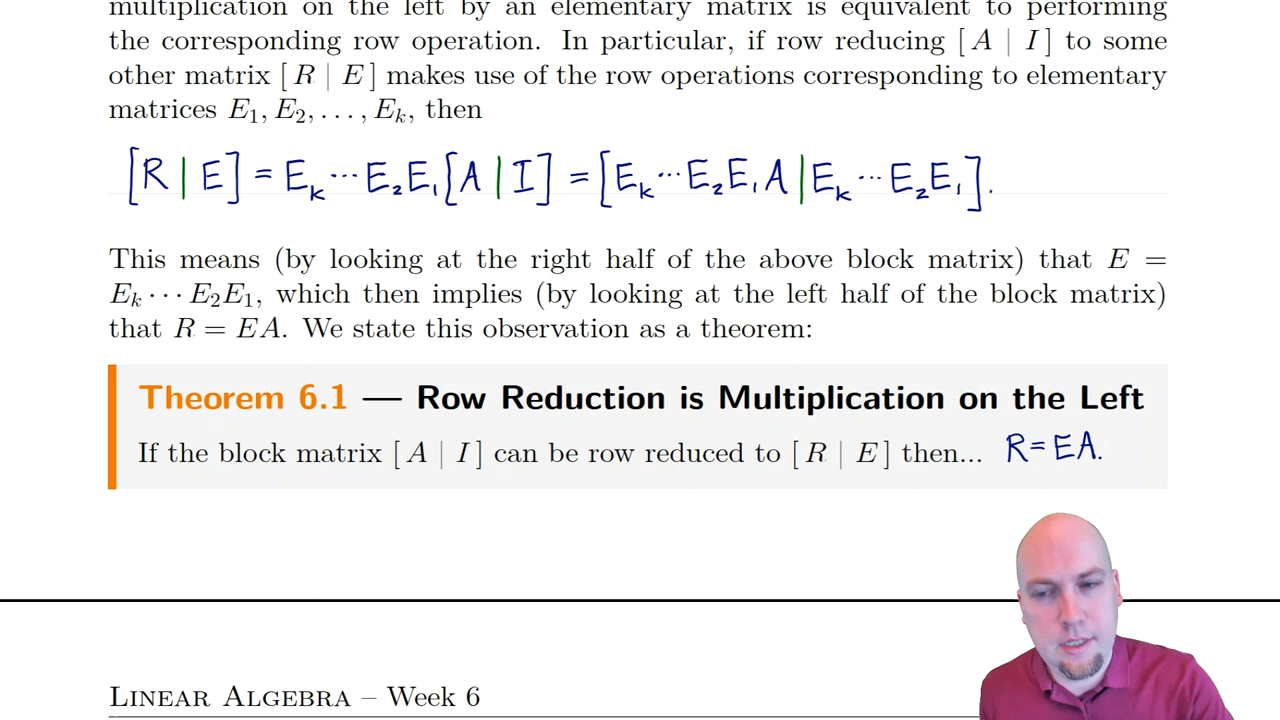 multiplication on the left by an elementary matrix is equivalent to performing
the corresponding row operation. In particular, if row reducing [ A | I ] to some
other matrix [ R | E ] makes use of the row operations corresponding to elementary
matrices E₁, E₂, . . . , Eₖ, then
[R | E] = Eₖ ⋯ E₂E₁[A | I] = [Eₖ ⋯ E₂E₁A | Eₖ ⋯ E₂E₁].
This means (by looking at the right half of the above block matrix) that E =
Eₖ ⋯ E₂E₁, which then implies (by looking at the left half of the block matrix)
that R = EA. We state this observation as a theorem:
Theorem 6.1 — Row Reduction is Multiplication on the Left
If the block matrix [ A | I ] can be row reduced to [ R | E ] then... R = EA.
Linear Algebra – Week 6